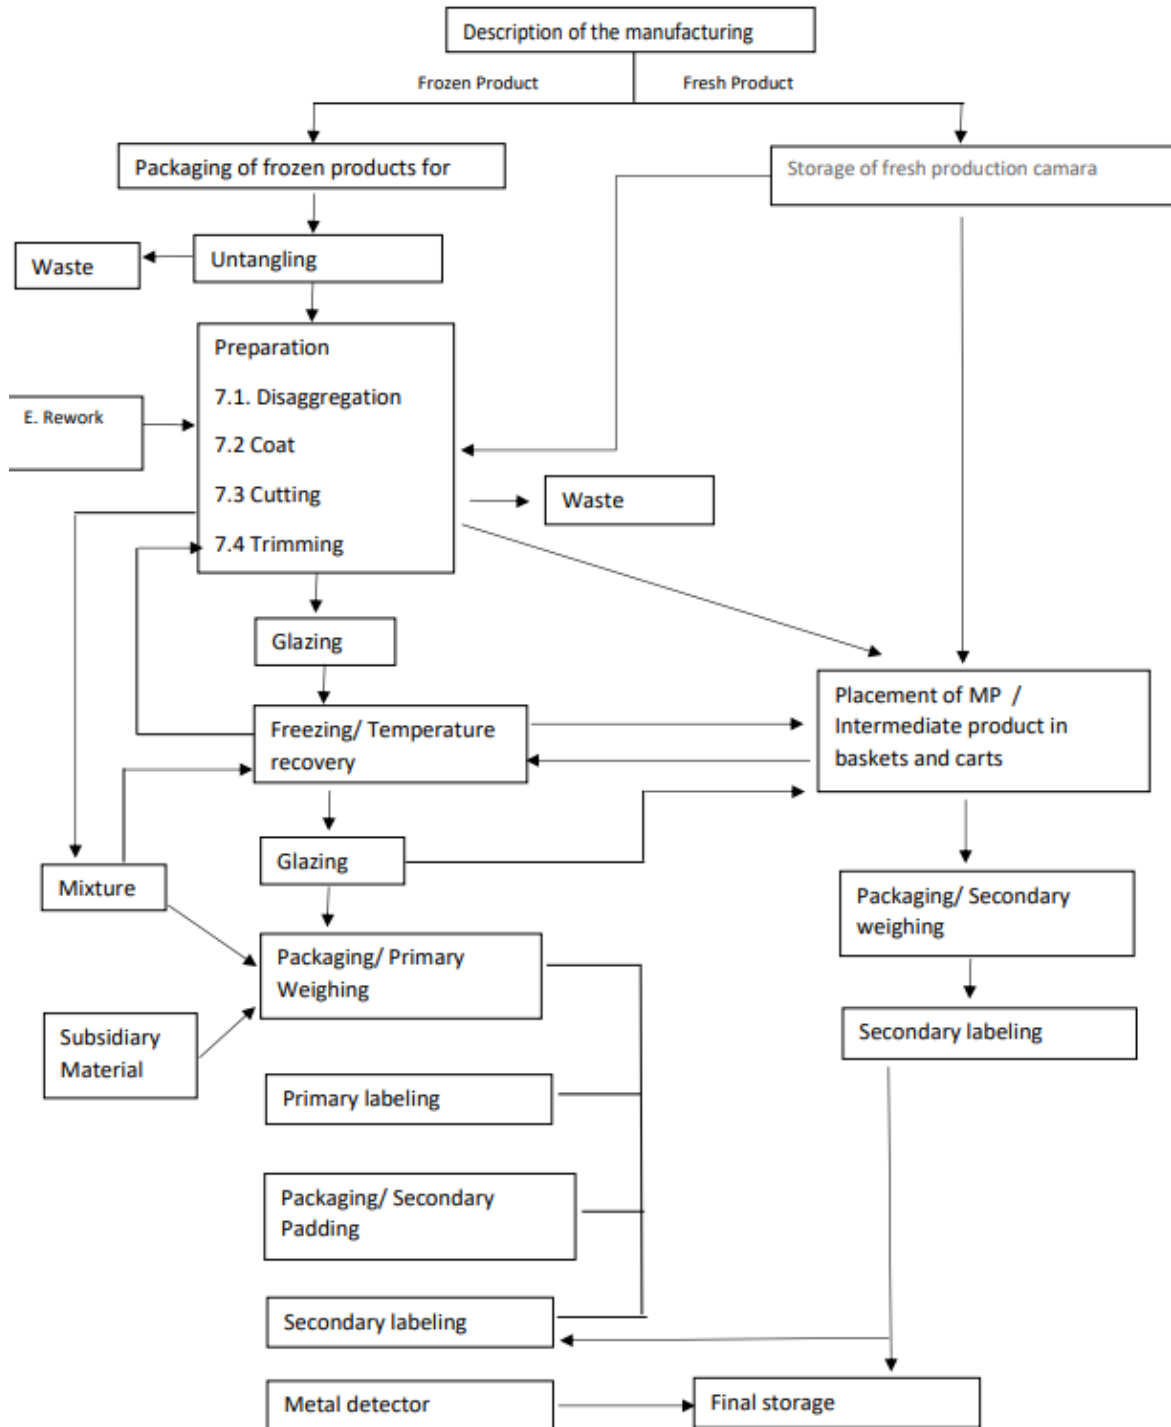 Description of the manufacturing
Frozen Product
Fresh Product
Packaging of frozen products for
Storage of fresh production camara
Waste
Untangling
Preparation
7.1. Disaggregation
E. Rework
7.2 Coat
7.3 Cutting
Waste
7.4 Trimming
Glazing
Freezing/ Temperature
recovery
Placement of MP /
Intermediate product in
baskets and carts
Glazing
Mixture
Packaging/ Secondary
weighing
Packaging/ Primary
Weighing
Subsidiary
Material
Secondary labeling
Primary labeling
Packaging/ Secondary
Padding
Secondary labeling
Metal detector
Final storage